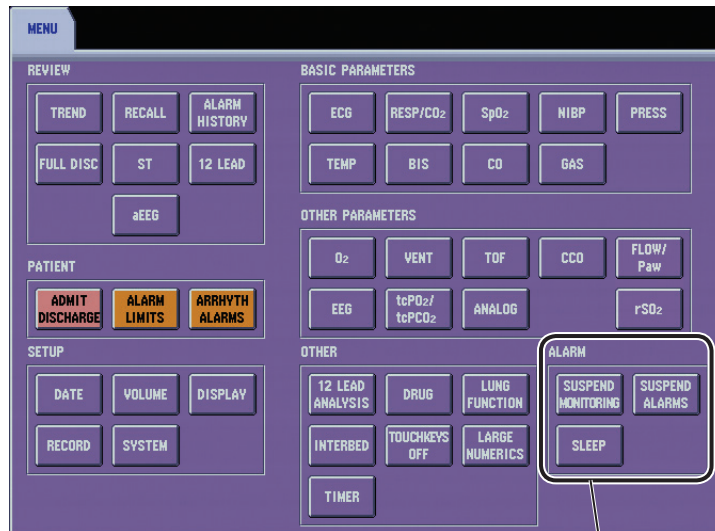 MENU
REVIEW
TREND
RECALL
ALARM
HISTORY
FULL DISC
ST
12 LEAD
aEEG
PATIENT
ADMIT
DISCHARGE
ALARM
LIMITS
ARRHYTH
ALARMS
SETUP
DATE
VOLUME
DISPLAY
RECORD
SYSTEM
BASIC PARAMETERS
ECG
RESP/CO2
SpO2
NIBP
PRESS
TEMP
BIS
CO
GAS
OTHER PARAMETERS
O2
VENT
TOF
CCO
FLOW/
Paw
EEG
tcPO2/
tcPCO2
ANALOG
rSO2
OTHER
12 LEAD
ANALYSIS
DRUG
LUNG
FUNCTION
INTERBED
TOUCHKEYS
OFF
LARGE
NUMERICS
TIMER
ALARM
SUSPEND
MONITORING
SUSPEND
ALARMS
SLEEP